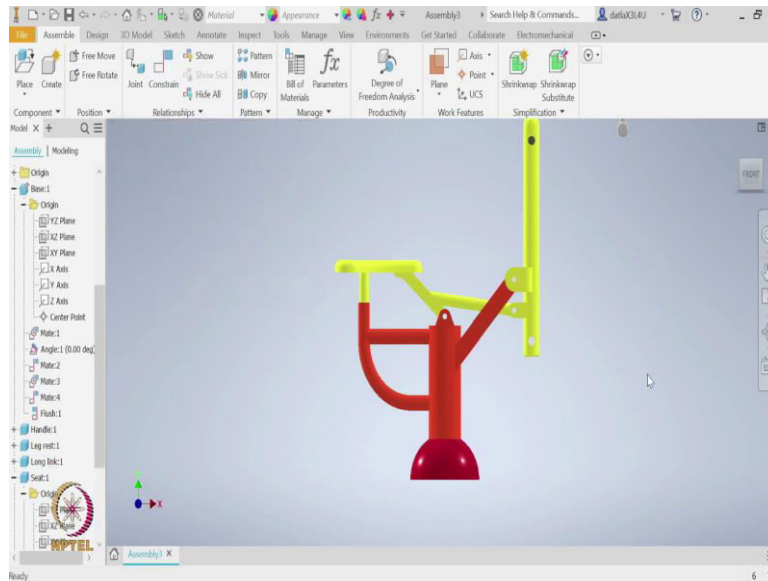 Material Appearance Assembly3 Search Help & Commands... datlaX3L4U
File Assemble Design 3D Model Sketch Annotate Inspect Tools Manage View Environments Get Started Collaborate Electromechanical
Free Move Show Pattern Axis
Free Rotate Show Sick Mirror Point
Place Create Joint Constrain Hide All Copy Bill of Materials Parameters Degree of Freedom Analysis Plane UCS Shrinkwrap Shrinkwrap Substitute
Component Position Relationships Pattern Manage Productivity Work Features Simplification
Model X +
Assembly | Modeling
Origin
Base:1
Origin
YZ Plane
XZ Plane
XY Plane
X Axis
Y Axis
Z Axis
Center Point
Mate:1
Angle:1 (0.00 deg)
Mate:2
Mate:3
Mate:4
Flush:1
Handle:1
Leg rest:1
Long link:1
Seat:1
NPTEL
FRONT
X
Assembly3 X
Ready 6